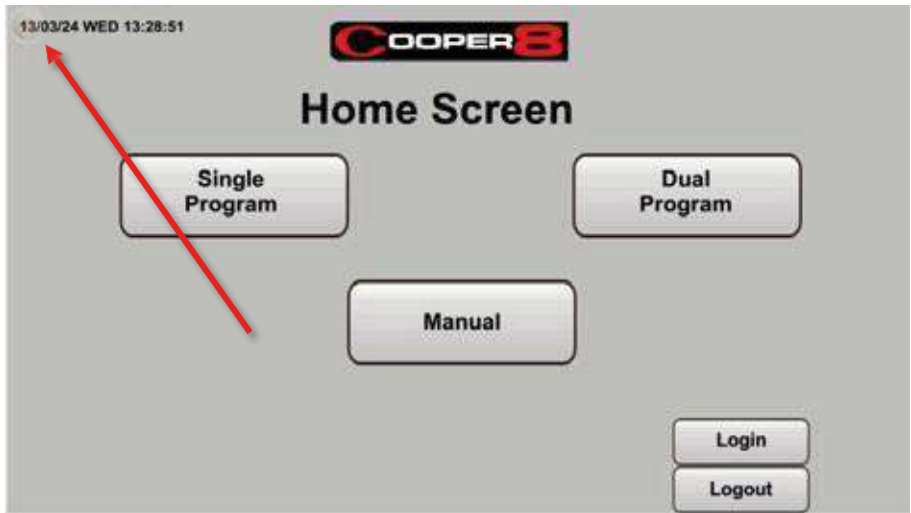 13/03/24 WED 13:28:51
COOPER8
Home Screen
Single
Program
Dual
Program
Manual
Login
Logout